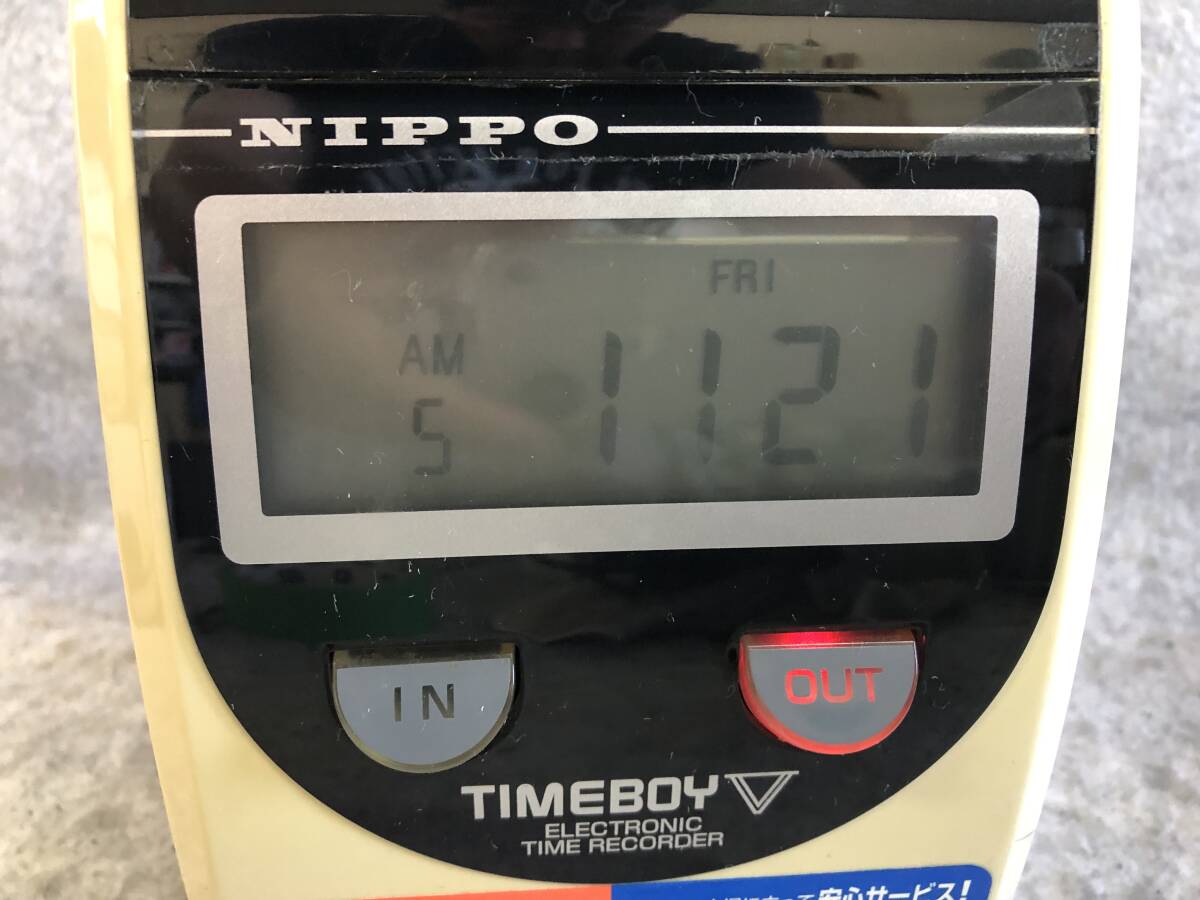 NIPPO
FRI
AM
5 1121
IN
OUT
TIMEBOY V
ELECTRONIC
TIME RECORDER
安心サービス!